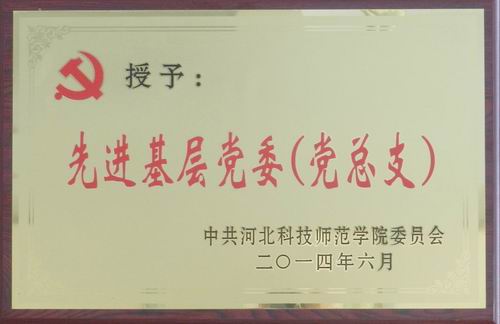 授予：
先进基层党委(党总支)
中共河北科技师范学院委员会
二〇一四年六月